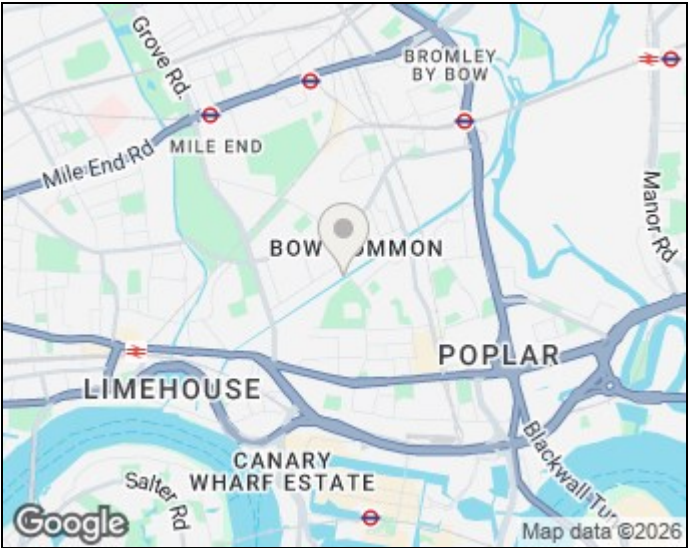 Grove Rd.
BROMLEY
BY BOW
Mile End Rd
MILE END
Manor Rd
BOW COMMON
POPLAR
LIMEHOUSE
CANARY
WHARF ESTATE
Salter Rd
Blackwall Tu
Google
Map data ©2026